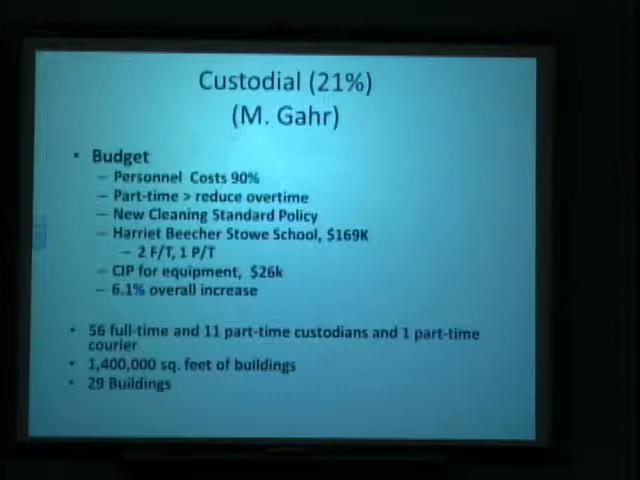 Custodial (21%)
(M. Gahr)
• Budget
– Personnel Costs 90%
– Part-time > reduce overtime
– New Cleaning Standard Policy
– Harriet Beecher Stowe School, $169K
– 2 F/T, 1 P/T
– CIP for equipment, $26k
– 6.1% overall increase
• 56 full-time and 11 part-time custodians and 1 part-time
courier
• 1,400,000 sq. feet of buildings
• 29 Buildings